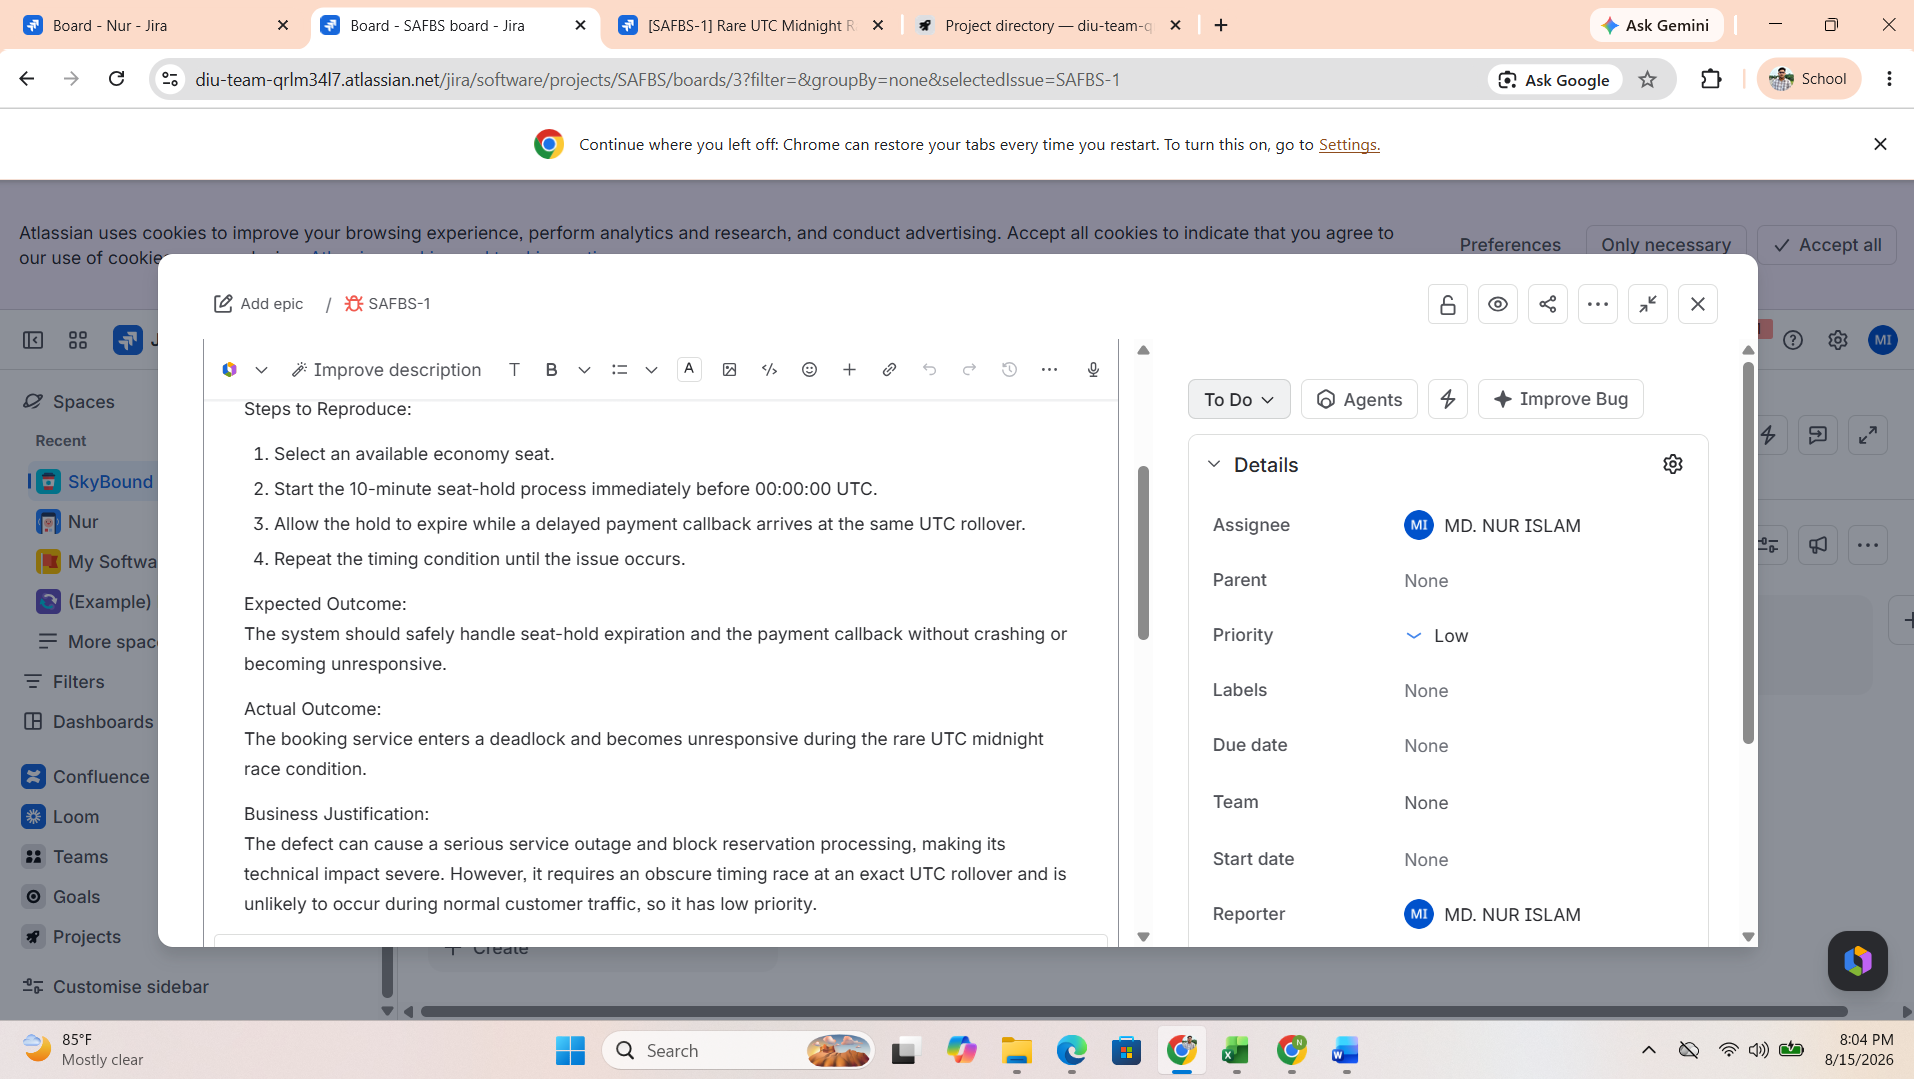 Board - Nur - Jira
Board - SAFBS board - Jira
[SAFBS-1] Rare UTC Midnight R
Project directory — diu-team-q
Ask Gemini
diu-team-qrlm34l7.atlassian.net/jira/software/projects/SAFBS/boards/3?filter=&groupBy=none&selectedIssue=SAFBS-1
Ask Google
School
Continue where you left off: Chrome can restore your tabs every time you restart. To turn this on, go to Settings.
Atlassian uses cookies to improve your browsing experience, perform analytics and research, and conduct advertising. Accept all cookies to indicate that you agree to
our use of cookie
Preferences
Only necessary
Accept all
Add epic / SAFBS-1
MI
Spaces
Recent
SkyBound
Nur
My Softwa
(Example)
More spac
Filters
Dashboards
Confluence
Loom
Teams
Goals
Projects
Customise sidebar
Improve description
Steps to Reproduce:
1. Select an available economy seat.
2. Start the 10-minute seat-hold process immediately before 00:00:00 UTC.
3. Allow the hold to expire while a delayed payment callback arrives at the same UTC rollover.
4. Repeat the timing condition until the issue occurs.
Expected Outcome:
The system should safely handle seat-hold expiration and the payment callback without crashing or
becoming unresponsive.
Actual Outcome:
The booking service enters a deadlock and becomes unresponsive during the rare UTC midnight
race condition.
Business Justification:
The defect can cause a serious service outage and block reservation processing, making its
technical impact severe. However, it requires an obscure timing race at an exact UTC rollover and is
unlikely to occur during normal customer traffic, so it has low priority.
Create
To Do
Agents
Improve Bug
Details
Assignee MI MD. NUR ISLAM
Parent None
Priority Low
Labels None
Due date None
Team None
Start date None
Reporter MI MD. NUR ISLAM
85°F
Mostly clear
Search
8:04 PM
8/15/2026